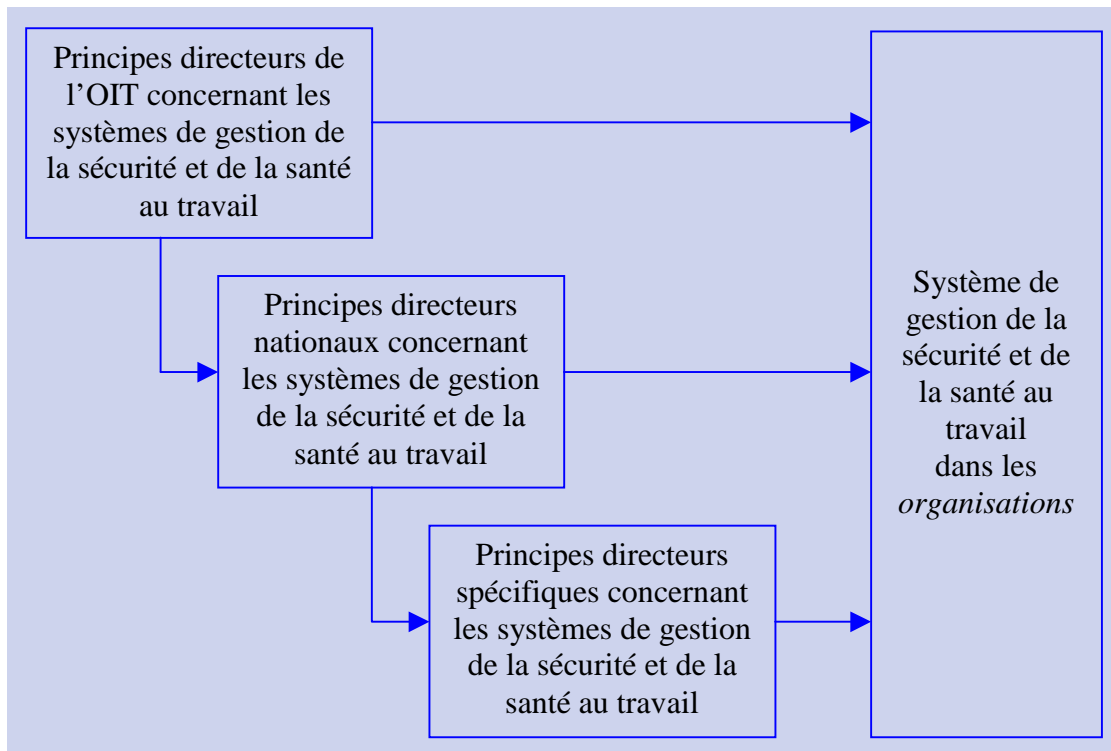 Principes directeurs de
l’OIT concernant les
systèmes de gestion de
la sécurité et de la santé
au travail
Principes directeurs
nationaux concernant
les systèmes de gestion
de la sécurité et de la
santé au travail
Principes directeurs
spécifiques concernant
les systèmes de gestion
de la sécurité et de la
santé au travail
Système de
gestion de la
sécurité et de
la santé au
travail
dans les
organisations